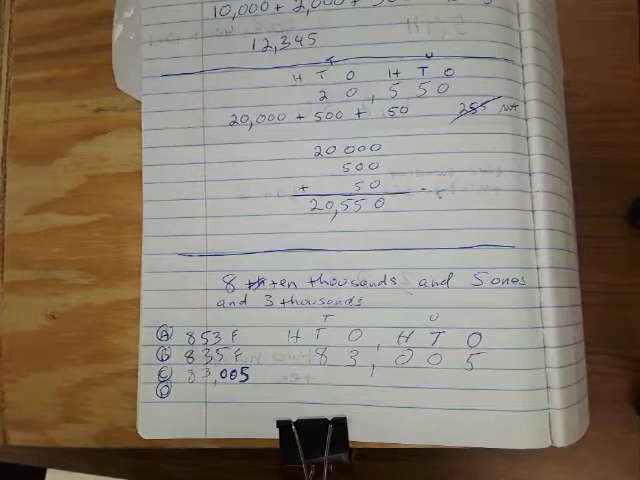 10,000 + 2,000 +
12,345
T U
H T O H T O
2 0 , 5 5 0
20,000 + 500 + 50 255 Not
20 000
500
+ 50
20,550
8 ten thousands and 5 ones
and 3 thousands
T U
A 853 F H T O , H T O
B 835 F 8 3 , 0 0 5
C 83,005
D